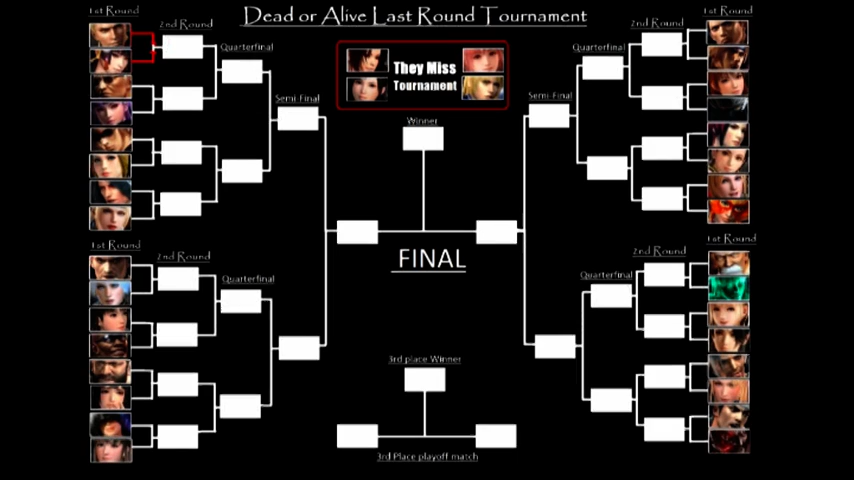 Dead or Alive Last Round Tournament
1st Round
2nd Round
Quarterfinal
Semi-Final
They Miss
Tournament
Winner
Semi-Final
Quarterfinal
2nd Round
1st Round
FINAL
1st Round
2nd Round
Quarterfinal
Quarterfinal
2nd Round
1st Round
3rd place Winner
3rd Place playoff match